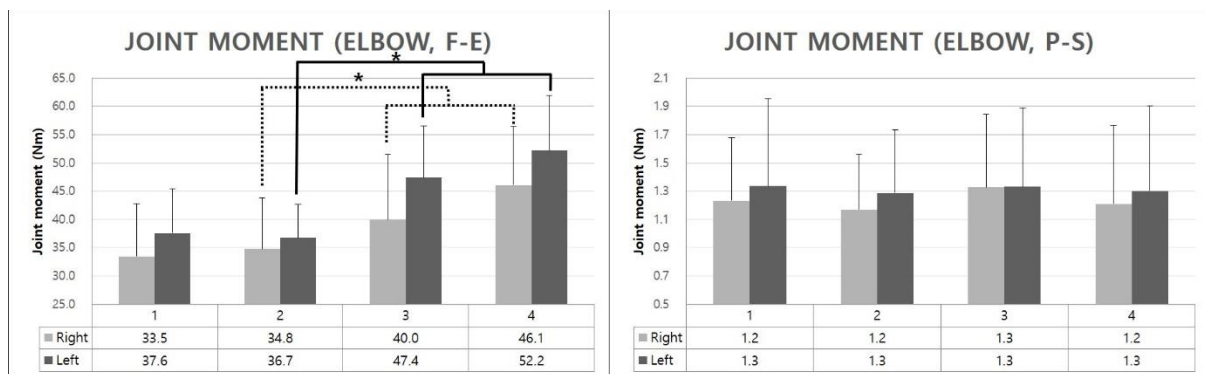 JOINT MOMENT (ELBOW, F-E)
*
*
Joint moment (Nm)
65.0
60.0
55.0
50.0
45.0
40.0
35.0
30.0
25.0
1 2 3 4
Right 33.5 34.8 40.0 46.1
Left 37.6 36.7 47.4 52.2
JOINT MOMENT (ELBOW, P-S)
Joint moment (Nm)
2.1
1.9
1.7
1.5
1.3
1.1
0.9
0.7
0.5
1 2 3 4
Right 1.2 1.2 1.3 1.2
Left 1.3 1.3 1.3 1.3